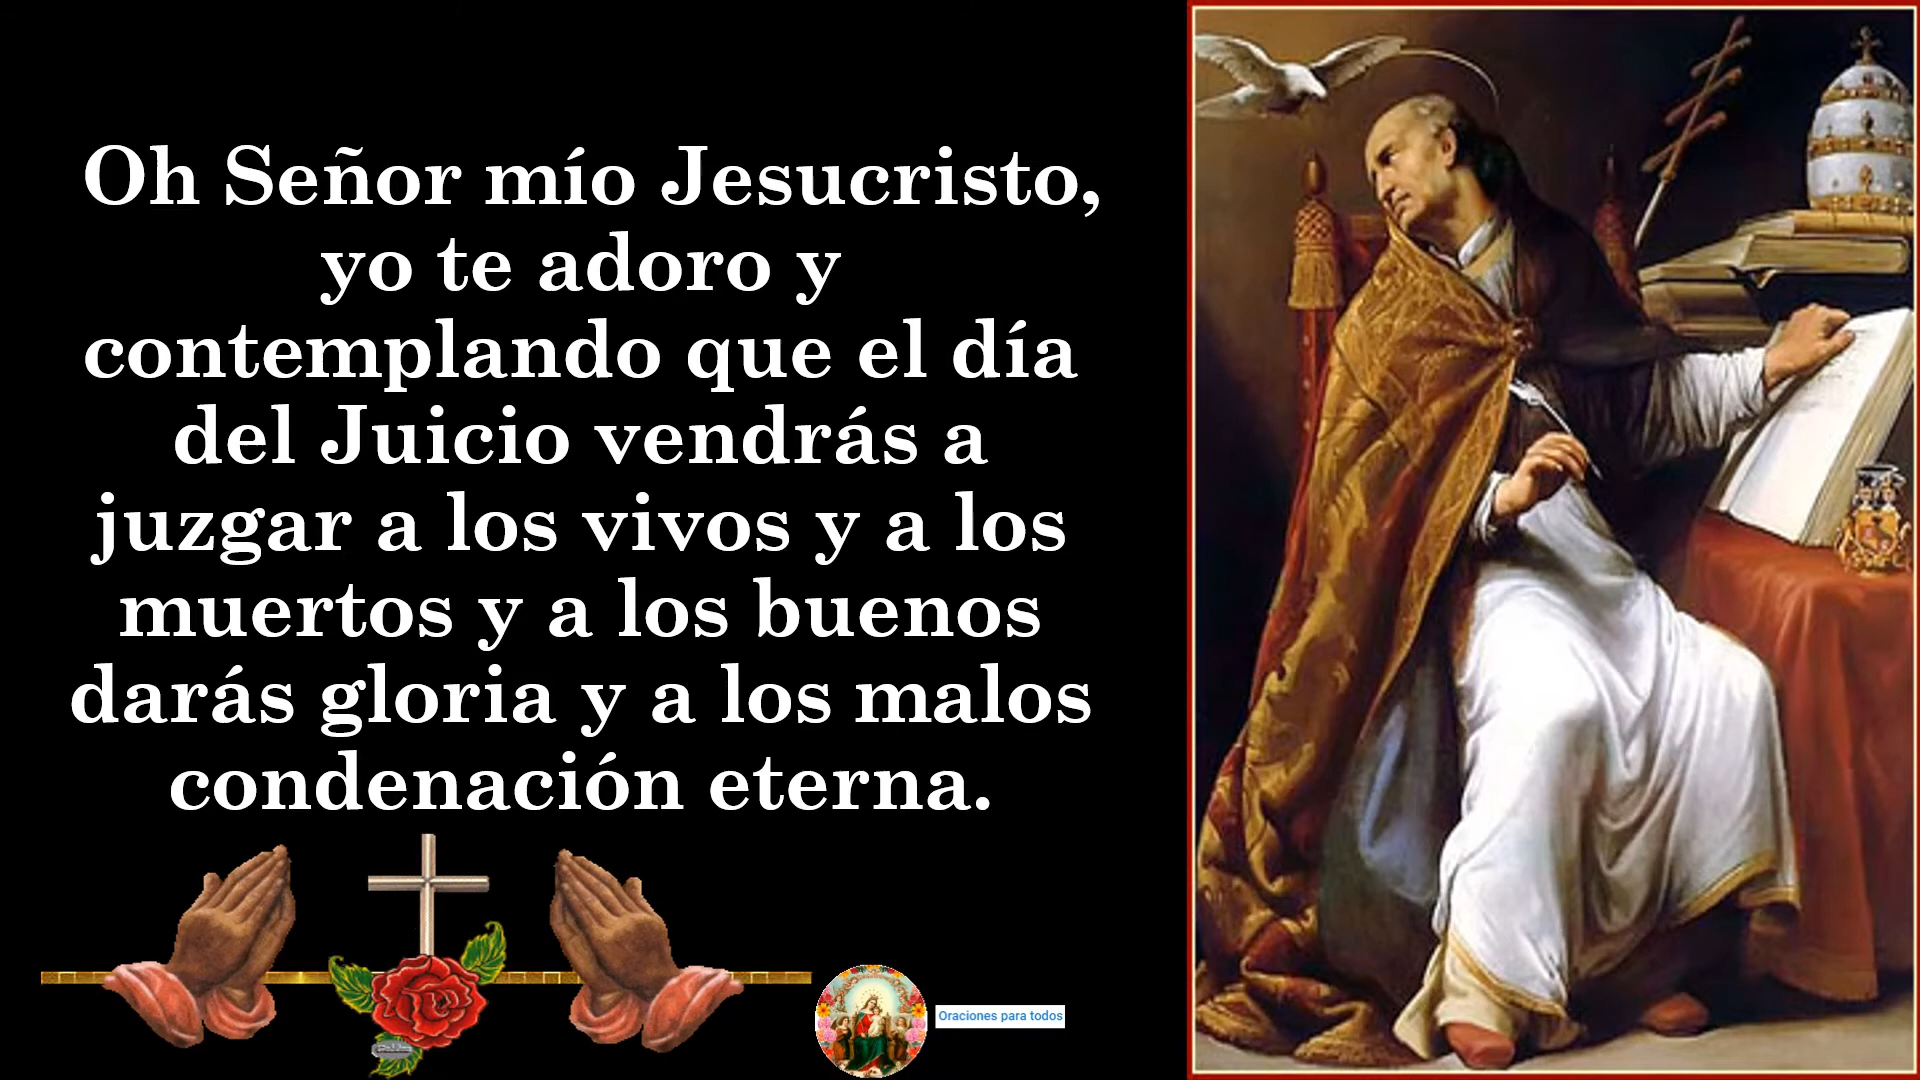 Oh Señor mío Jesucristo,
yo te adoro y
contemplando que el día
del Juicio vendrás a
juzgar a los vivos y a los
muertos y a los buenos
darás gloria y a los malos
condenación eterna.
Oraciones para todos